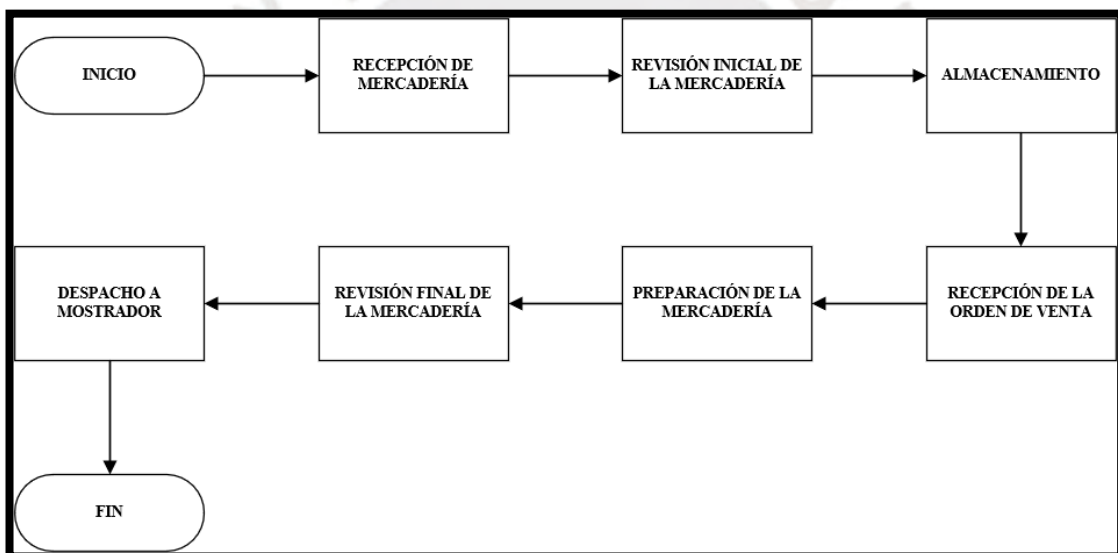 INICIO
RECEPCIÓN DE
MERCADERÍA
REVISIÓN INICIAL DE
LA MERCADERÍA
ALMACENAMIENTO
RECEPCIÓN DE LA
ORDEN DE VENTA
PREPARACIÓN DE LA
MERCADERÍA
REVISIÓN FINAL DE
LA MERCADERÍA
DESPACHO A
MOSTRADOR
FIN